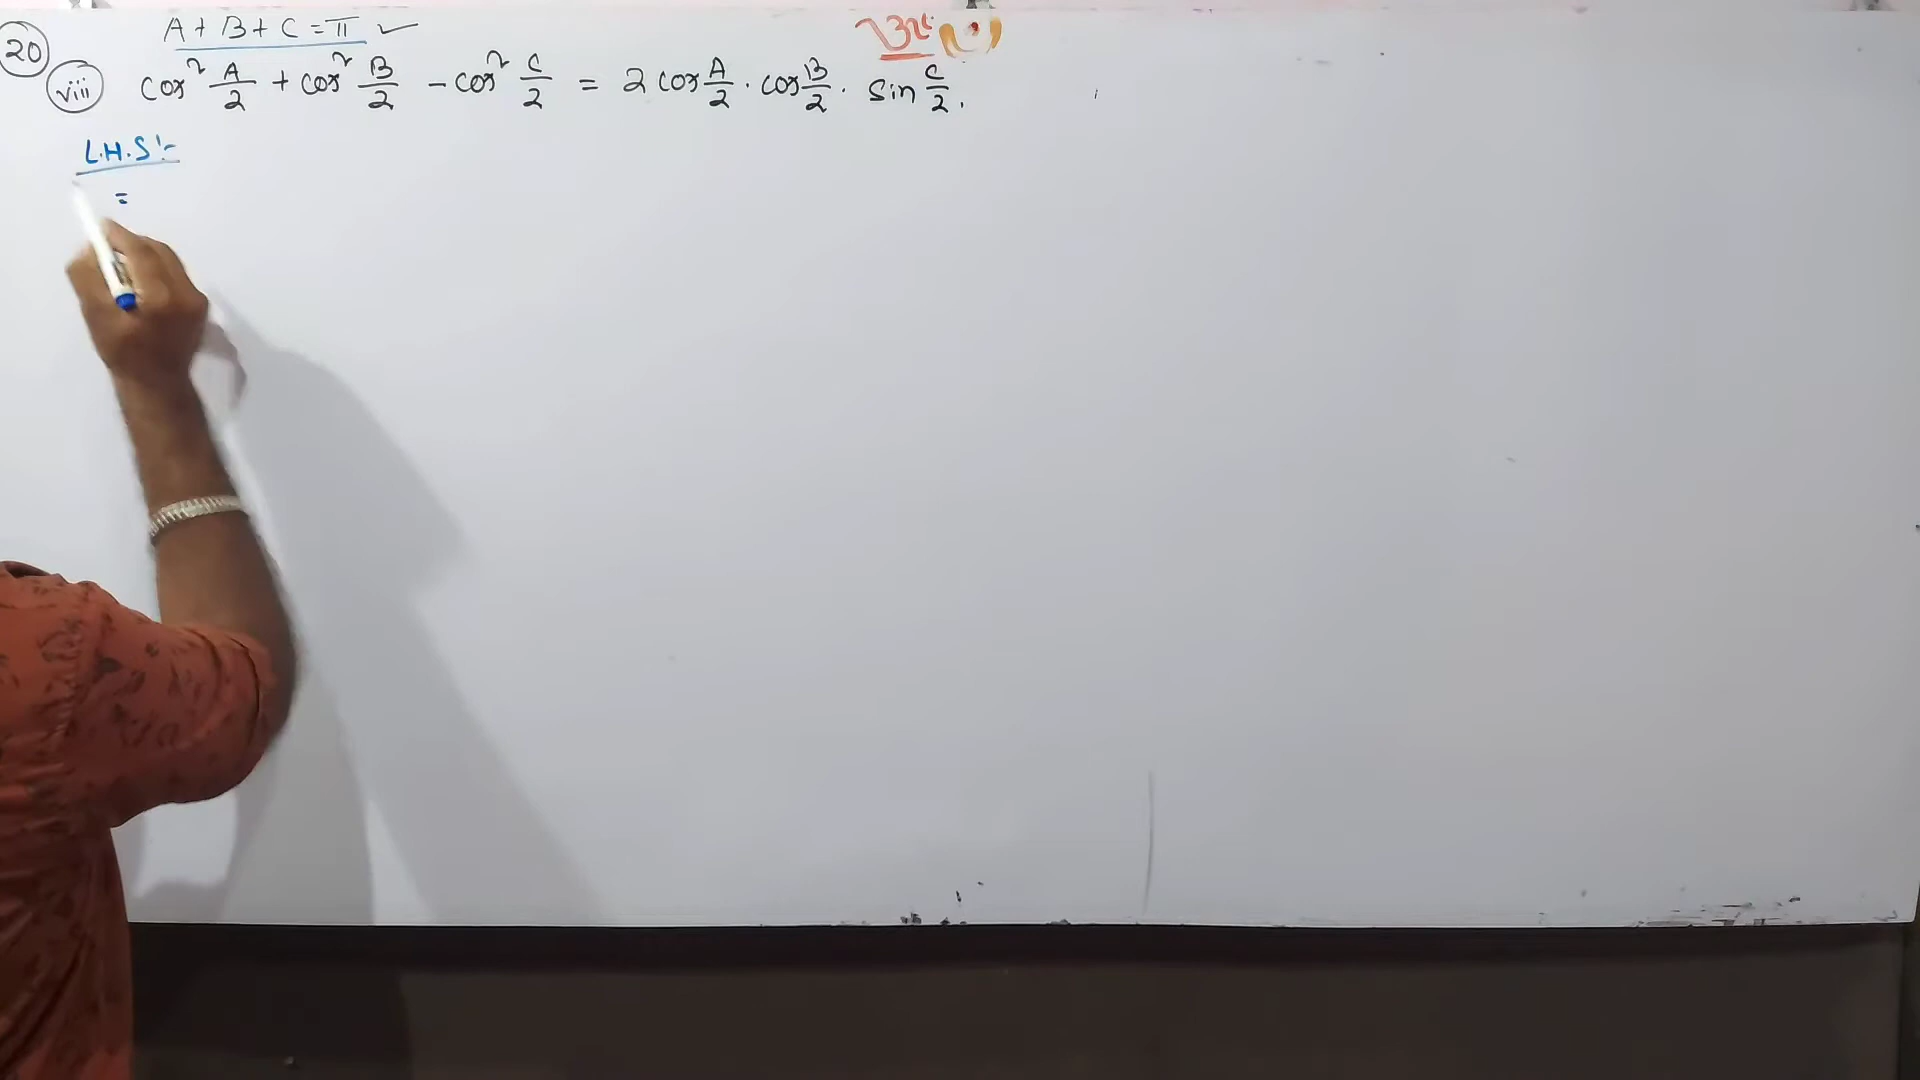 A + B + C = π ✓
20
viii cos² A/2 + cos² B/2 - cos² C/2 = 2 cos A/2 . cos B/2 . sin C/2 .
L.H.S :-
=